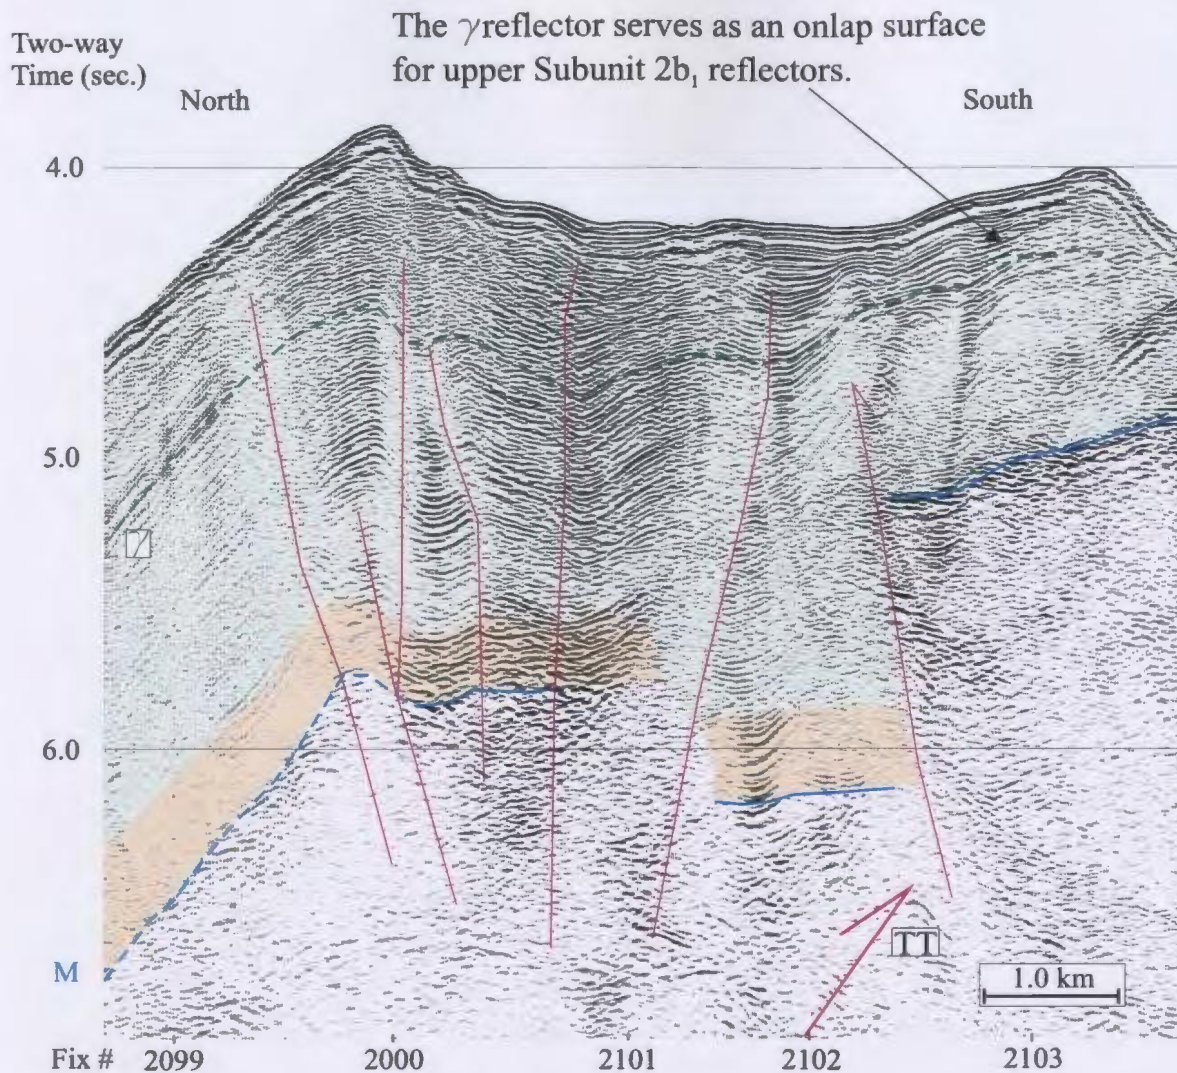 The γ reflector serves as an onlap surface
for upper Subunit 2b₁ reflectors.
Two-way
Time (sec.)
North
South
4.0
5.0
6.0
M
TT
1.0 km
Fix # 2099 2000 2101 2102 2103